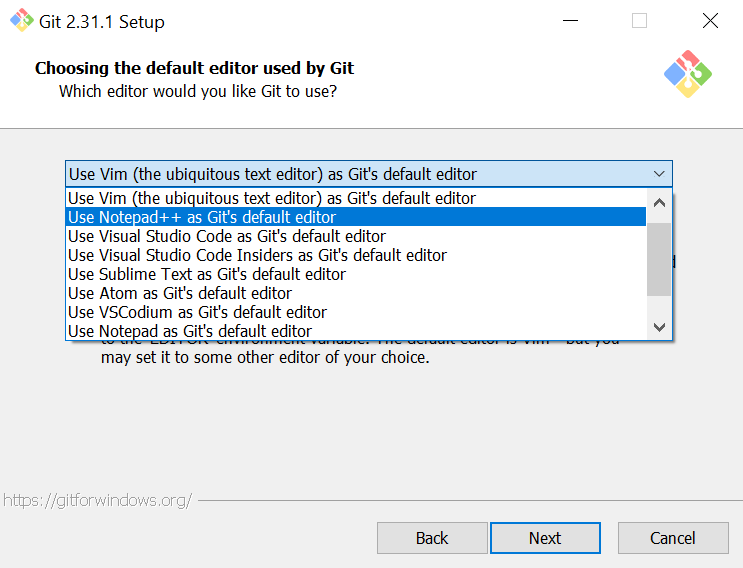 Git 2.31.1 Setup
Choosing the default editor used by Git
Which editor would you like Git to use?
Use Vim (the ubiquitous text editor) as Git's default editor
Use Vim (the ubiquitous text editor) as Git's default editor
Use Notepad++ as Git's default editor
Use Visual Studio Code as Git's default editor
Use Visual Studio Code Insiders as Git's default editor
Use Sublime Text as Git's default editor
Use Atom as Git's default editor
Use VSCodium as Git's default editor
Use Notepad as Git's default editor
may set it to some other editor of your choice.
https://gitforwindows.org/
Back
Next
Cancel